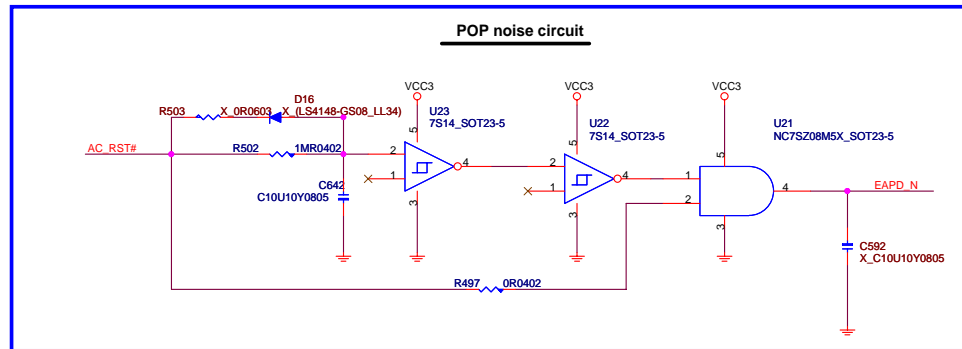 POP noise circuit
VCC3
VCC3
VCC3
D16
R503
X_0R0603
X_(LS4148-GS08_LL34)
U23
7S14_SOT23-5
U22
7S14_SOT23-5
U21
NC7SZ08M5X_SOT23-5
AC_RST#
R502
1MR0402
C642
C10U10Y0805
5
2
4
1
3
5
2
4
1
3
5
1
2
4
3
EAPD_N
C592
X_C10U10Y0805
R497
0R0402